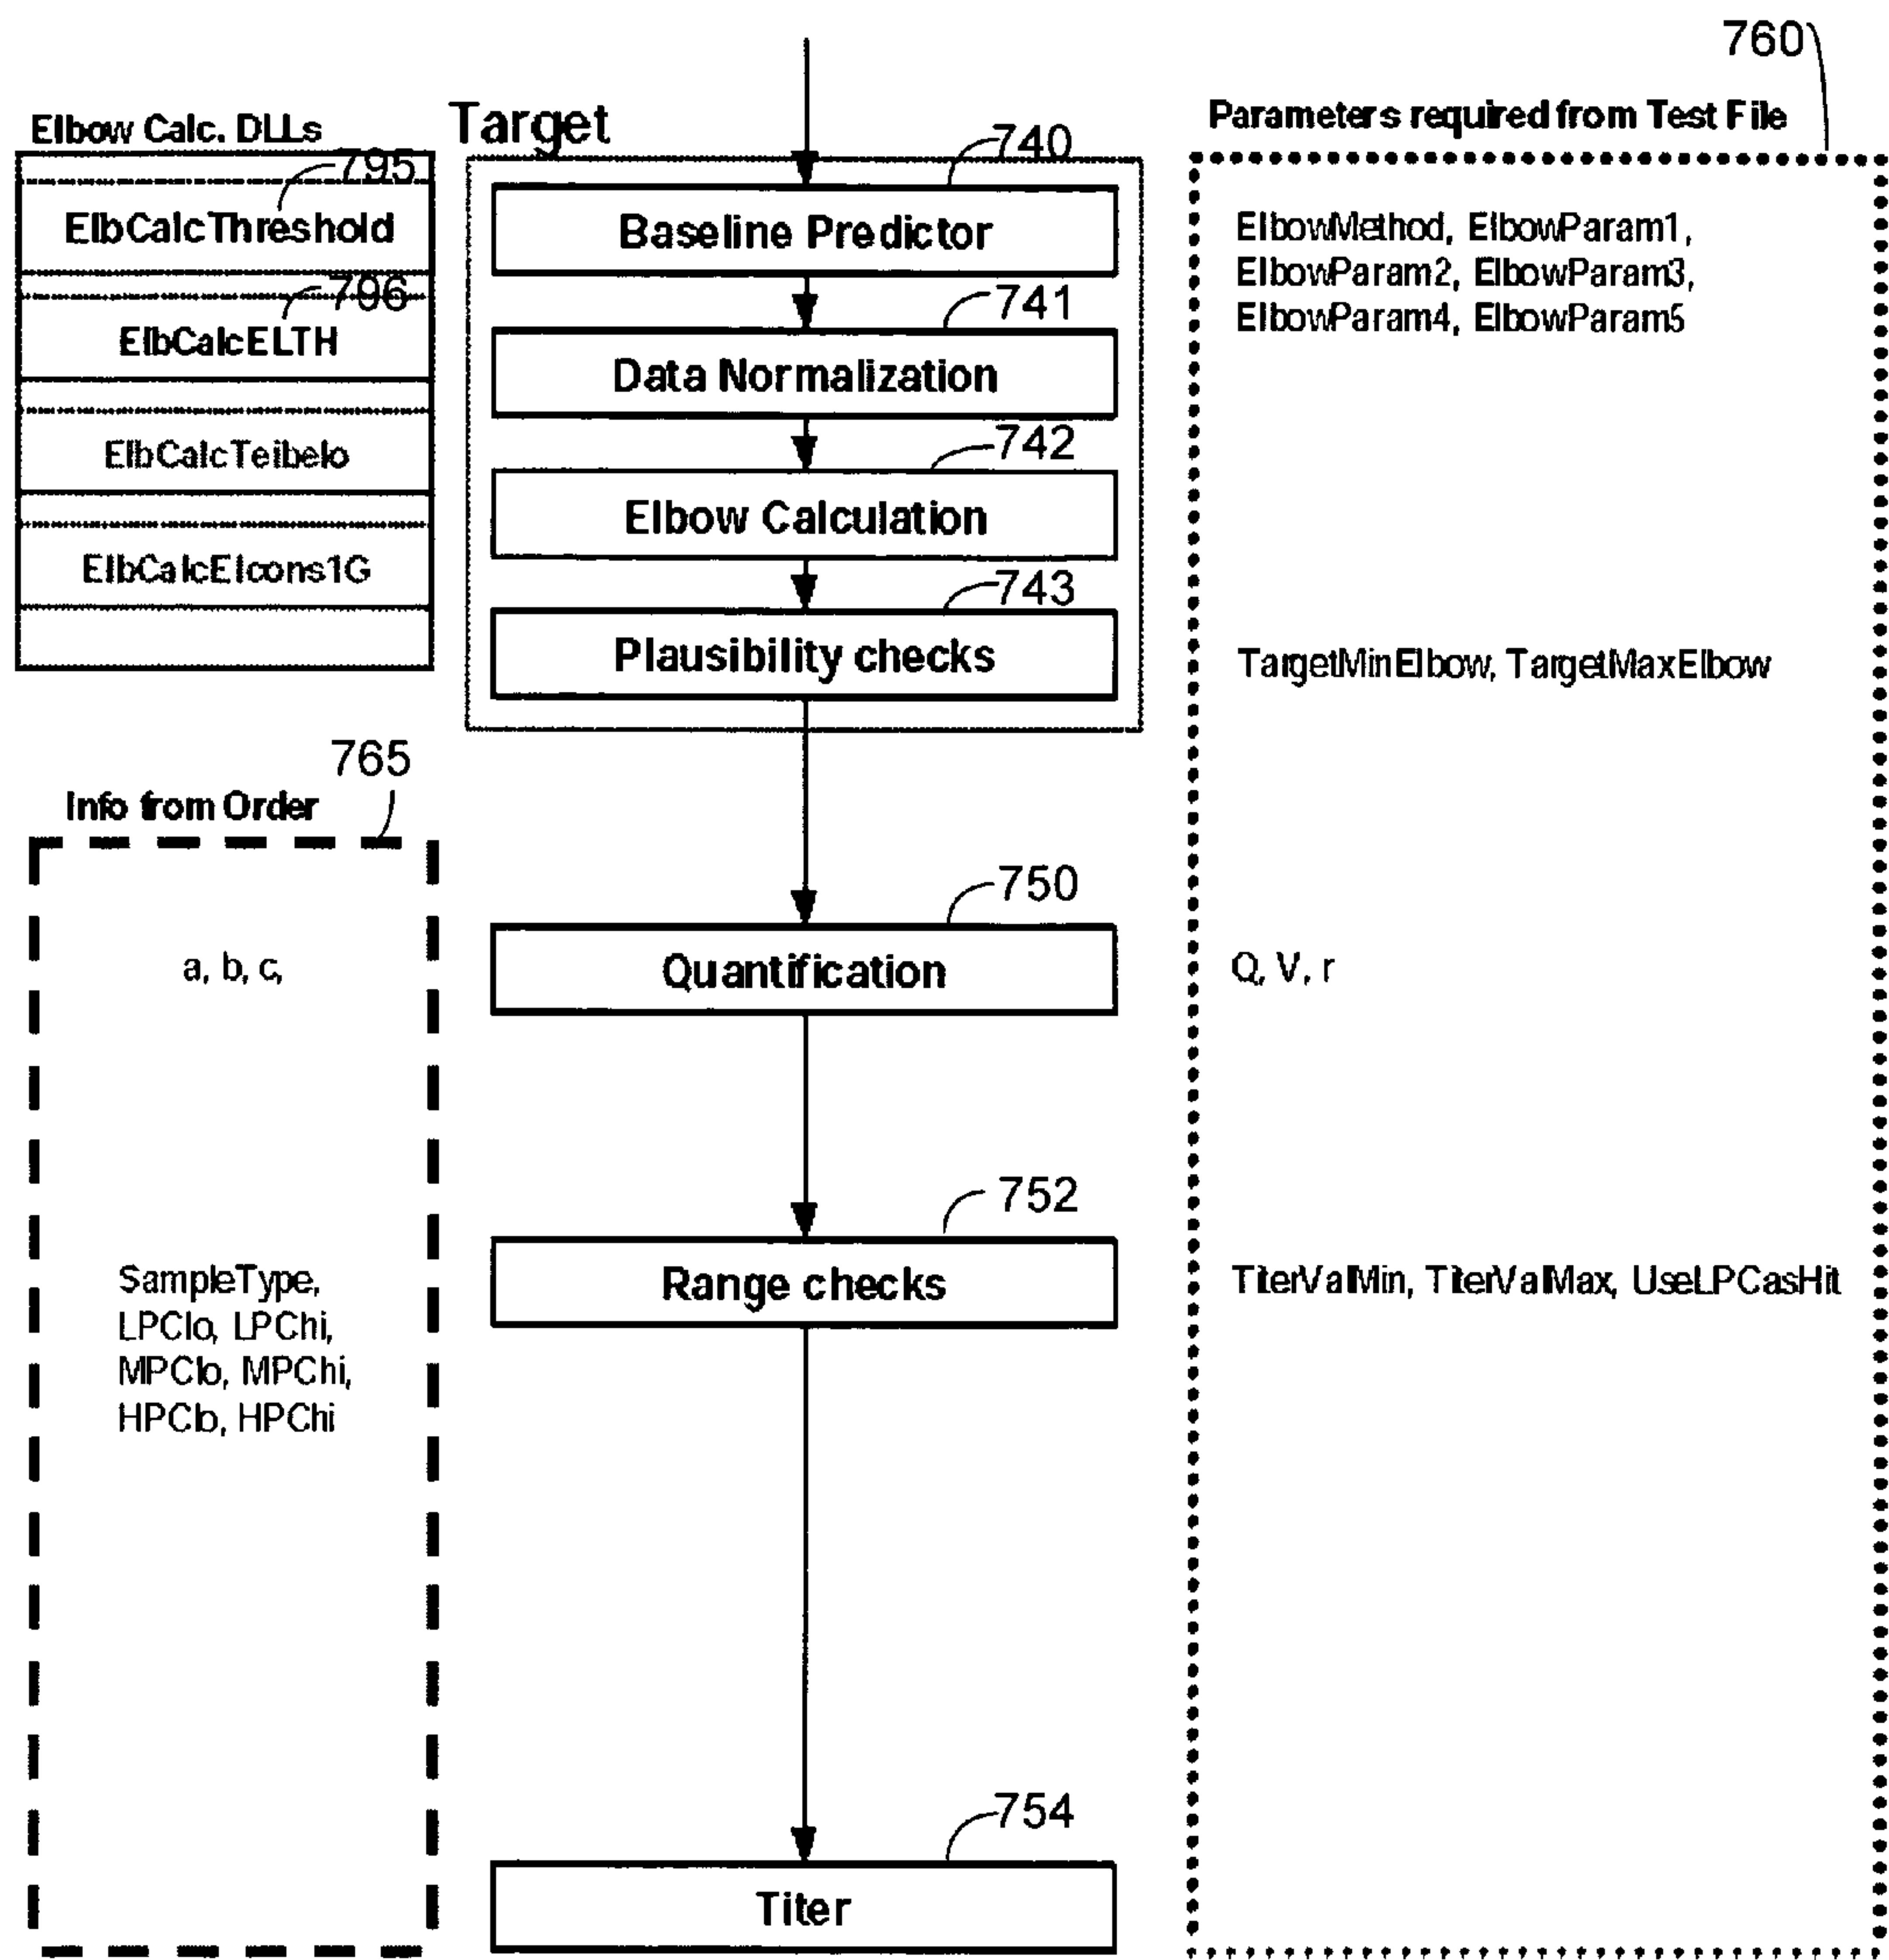 760
Elbow Calc. DLLs
795
ElbCalcThreshold
796
ElbCalcELTH
ElbCalcTeibelo
ElbCalcElcons1G
Target
740
Baseline Predictor
741
Data Normalization
742
Elbow Calculation
743
Plausibility checks
Parameters required from Test File
ElbowMethod, ElbowParam1,
ElbowParam2, ElbowParam3,
ElbowParam4, ElbowParam5
TargetMinElbow, TargetMaxElbow
765
Info from Order
a, b, c,
750
Quantification
Q, V, r
SampleType,
LPClo, LPChi,
MPClo, MPChi,
HPClo, HPChi
752
Range checks
TiterValMin, TiterValMax, UseLPCasHit
754
Titer